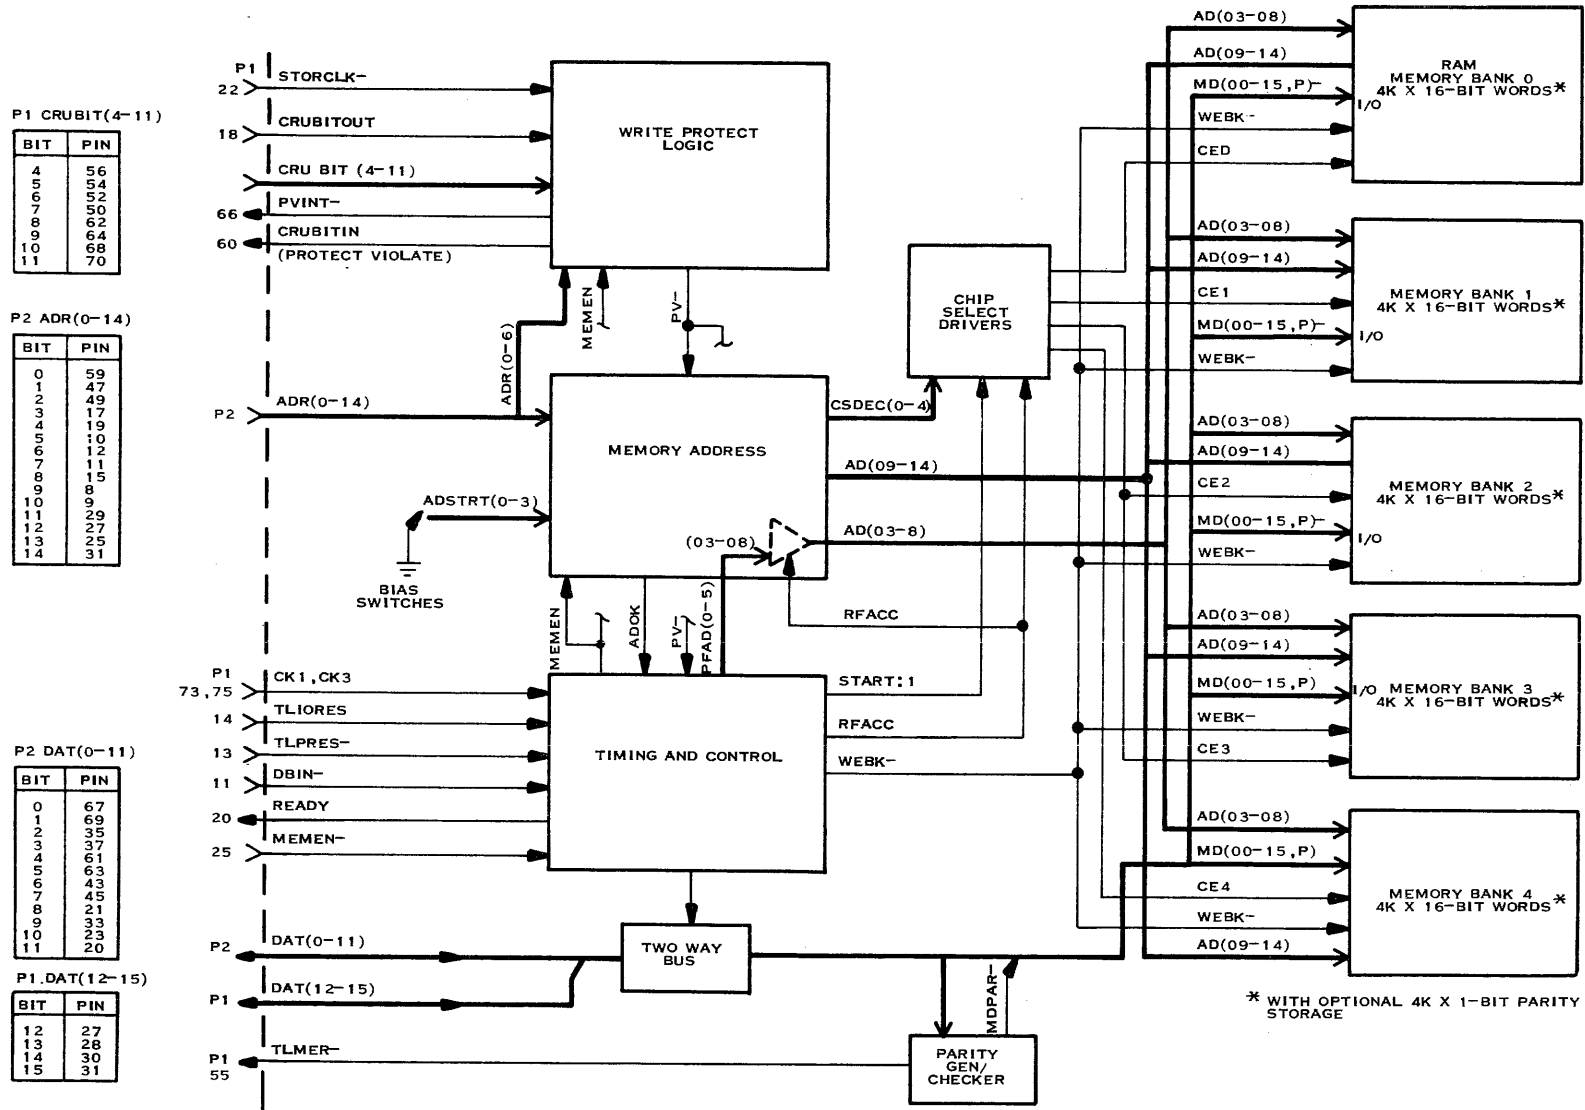 P1 CRUBIT(4-11)
BIT PIN
4 56
5 54
6 52
7 50
8 62
9 64
10 68
11 70
P2 ADR(0-14)
BIT PIN
0 59
1 47
2 49
3 17
4 19
5 10
6 12
7 11
8 15
9 8
10 9
11 29
12 27
13 25
14 31
P2 DAT(0-11)
BIT PIN
0 67
1 69
2 35
3 37
4 61
5 63
6 43
7 45
8 21
9 33
10 23
11 20
P1.DAT(12-15)
BIT PIN
12 27
13 28
14 30
15 31
P1
22 STORCLK-
18 CRUBITOUT
CRU BIT (4-11)
66 PVINT-
60 CRUBITIN
(PROTECT VIOLATE)
WRITE PROTECT
LOGIC
ADR(0-6)
MEMEN
PV-
P2 ADR(0-14)
ADSTRT(0-3)
BIAS
SWITCHES
MEMORY ADDRESS
CSDEC(0-4)
AD(09-14)
(03-08)
AD(03-8)
RFACC
MEMEN
ADOK
PV-
PFAD(0-5)
CHIP
SELECT
DRIVERS
P1
73,75 CK1,CK3
14 TLIORES
13 TLPRES-
11 DBIN-
20 READY
25 MEMEN-
TIMING AND CONTROL
START:1
RFACC
WEBK-
P2 DAT(0-11)
P1 DAT(12-15)
TWO WAY
BUS
MDPAR-
P1
55
TLMER-
PARITY
GEN/
CHECKER
AD(03-08)
AD(09-14)
MD(00-15,P)-
I/O
WEBK-
CED
RAM
MEMORY BANK 0
4K X 16-BIT WORDS*
AD(03-08)
AD(09-14)
CE1
MD(00-15,P)-
I/O
WEBK-
MEMORY BANK 1
4K X 16-BIT WORDS*
AD(03-08)
AD(09-14)
CE2
MD(00-15,P)-
I/O
WEBK-
MEMORY BANK 2
4K X 16-BIT WORDS*
AD(03-08)
AD(09-14)
MD(00-15,P)
I/O
WEBK-
CE3
MEMORY BANK 3
4K X 16-BIT WORDS*
AD(03-08)
MD(00-15,P)
CE4
WEBK-
AD(09-14)
MEMORY BANK 4
4K X 16-BIT WORDS*
* WITH OPTIONAL 4K X 1-BIT PARITY
STORAGE